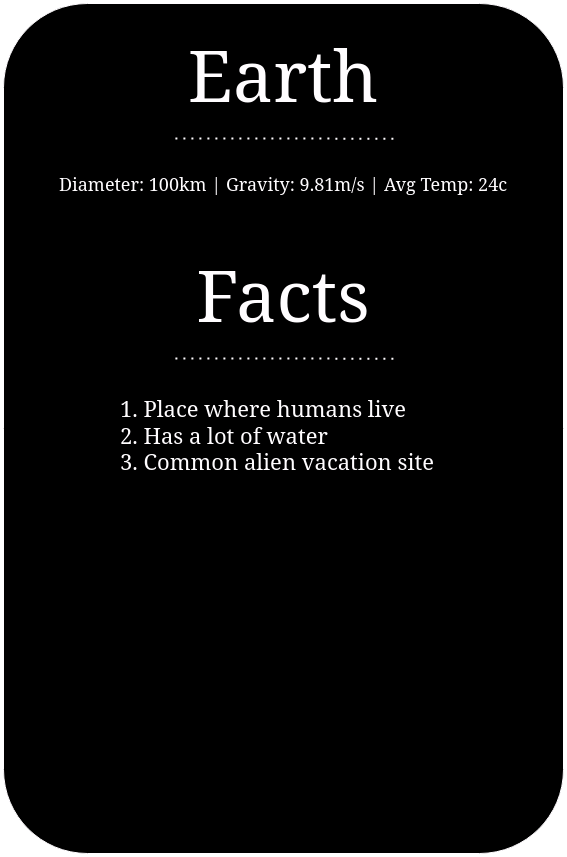 Earth
Diameter: 100km | Gravity: 9.81m/s | Avg Temp: 24c
Facts
1. Place where humans live
2. Has a lot of water
3. Common alien vacation site